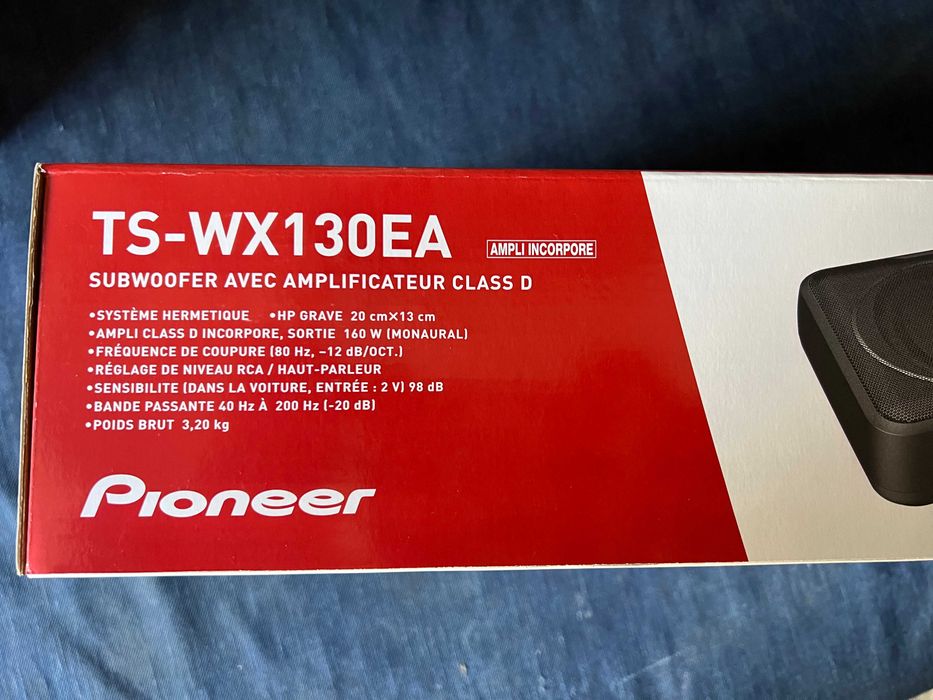 TS-WX130EA AMPLI INCORPORE
SUBWOOFER AVEC AMPLIFICATEUR CLASS D
•SYSTÈME HERMETIQUE •HP GRAVE 20 cm×13 cm
•AMPLI CLASS D INCORPORE, SORTIE 160 W (MONAURAL)
•FRÉQUENCE DE COUPURE (80 Hz, –12 dB/OCT.)
•RÉGLAGE DE NIVEAU RCA / HAUT-PARLEUR
•SENSIBILITE (DANS LA VOITURE, ENTRÉE : 2 V) 98 dB
•BANDE PASSANTE 40 Hz À 200 Hz (-20 dB)
•POIDS BRUT 3,20 kg
Pioneer